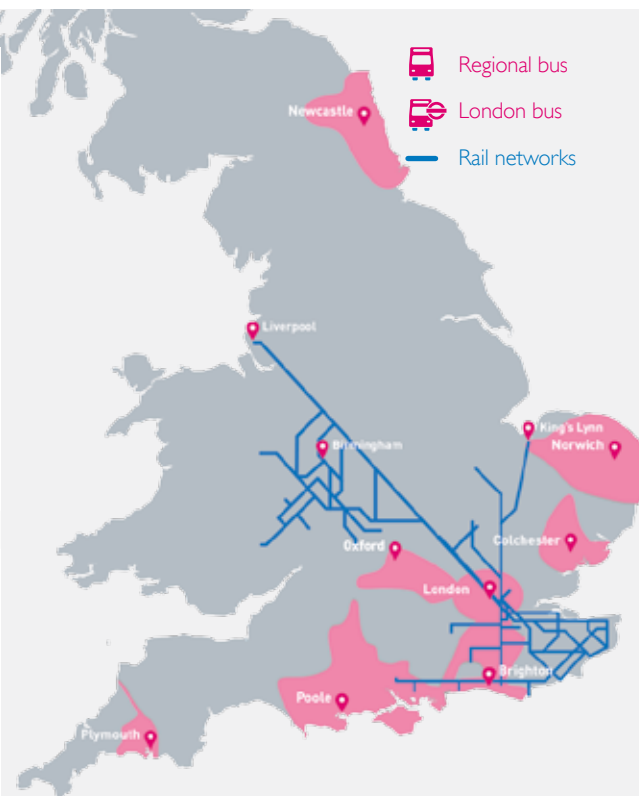 Regional bus
London bus
Rail networks
Newcastle
Liverpool
King's Lynn
Norwich
Birmingham
Colchester
Oxford
London
Brighton
Poole
Plymouth